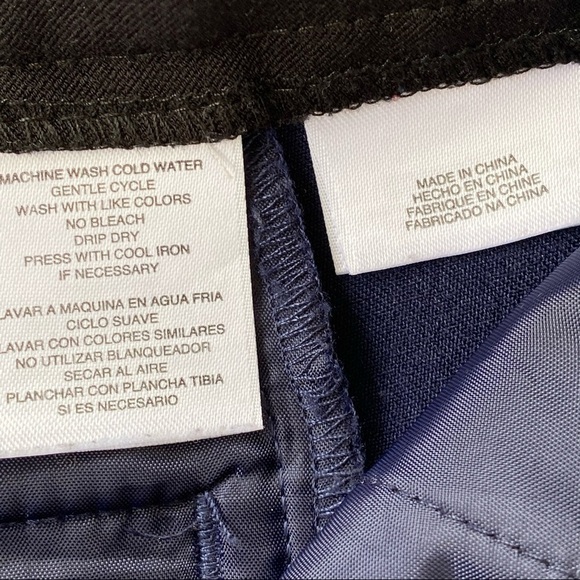 MACHINE WASH COLD WATER
GENTLE CYCLE
WASH WITH LIKE COLORS
NO BLEACH
DRIP DRY
PRESS WITH COOL IRON
IF NECESSARY
LAVAR A MAQUINA EN AGUA FRIA
CICLO SUAVE
LAVAR CON COLORES SIMILARES
NO UTILIZAR BLANQUEADOR
SECAR AL AIRE
PLANCHAR CON PLANCHA TIBIA
SI ES NECESARIO
MADE IN CHINA
HECHO EN CHINA
FABRIQUE EN CHINE
FABRICADO NA CHINA